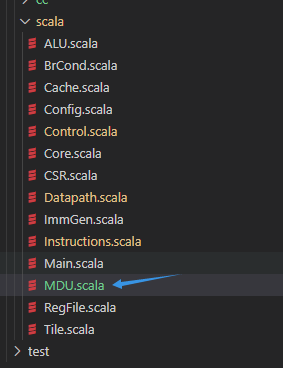 cc
scala
ALU.scala
BrCond.scala
Cache.scala
Config.scala
Control.scala
Core.scala
CSR.scala
Datapath.scala
ImmGen.scala
Instructions.scala
Main.scala
MDU.scala
RegFile.scala
Tile.scala
test